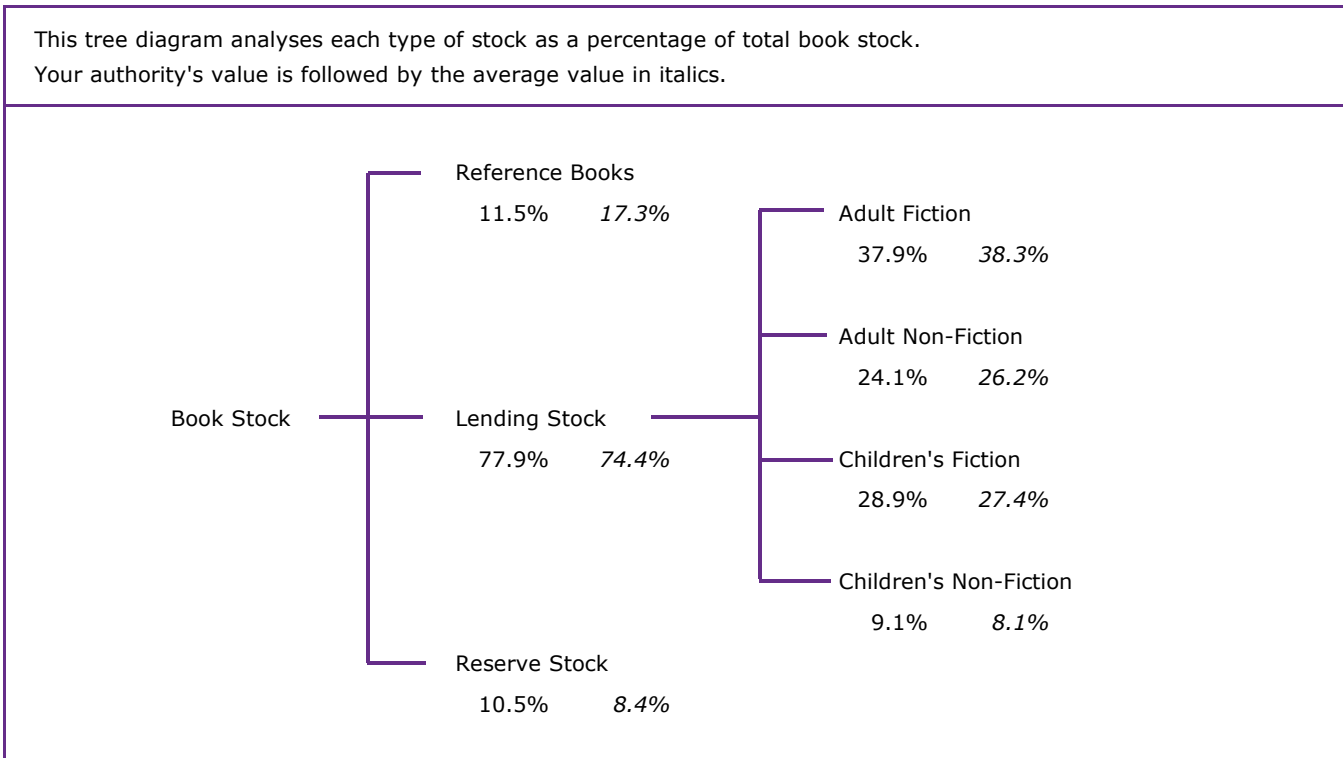 This tree diagram analyses each type of stock as a percentage of total book stock.
Your authority's value is followed by the average value in italics.
Reference Books
11.5% 17.3%
Adult Fiction
37.9% 38.3%
Adult Non-Fiction
24.1% 26.2%
Book Stock
Lending Stock
77.9% 74.4%
Children's Fiction
28.9% 27.4%
Children's Non-Fiction
9.1% 8.1%
Reserve Stock
10.5% 8.4%